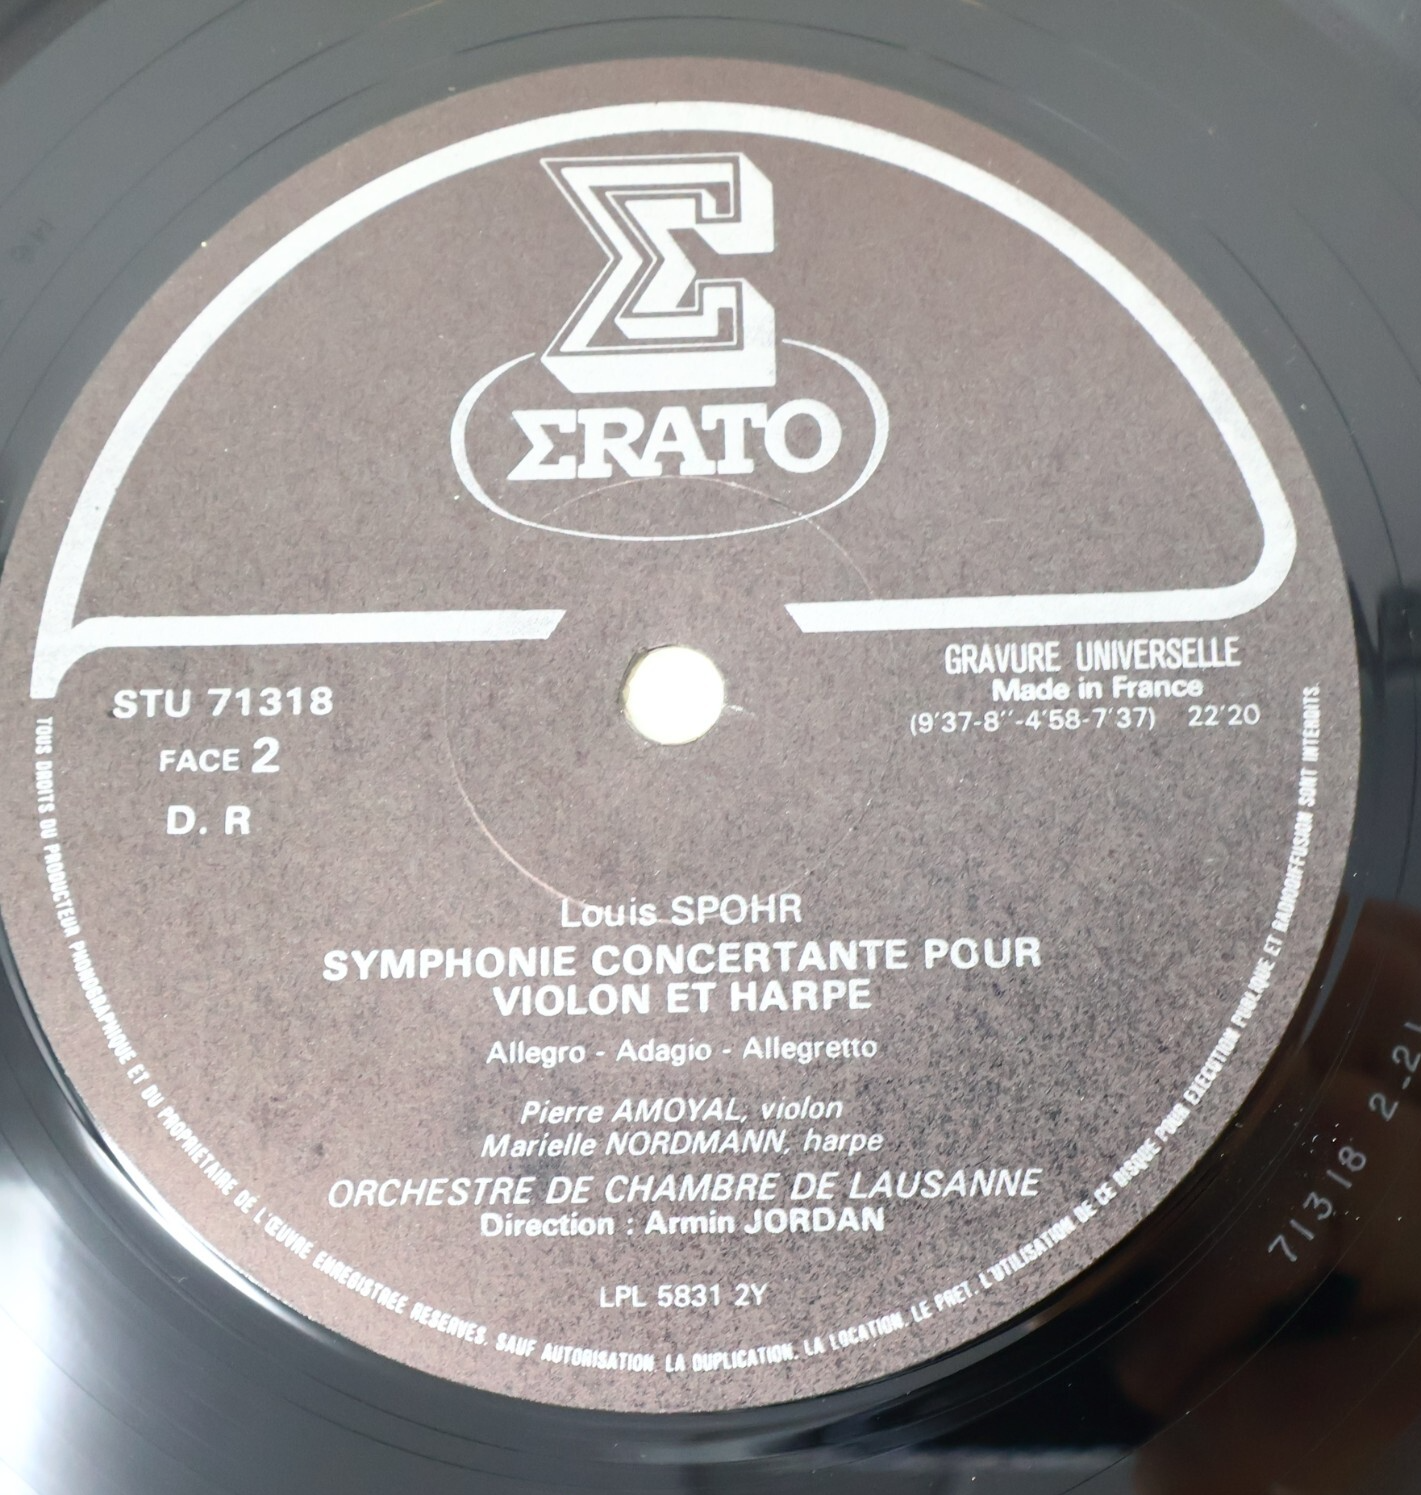 ΣRATO
STU 71318
FACE 2
D. R
GRAVURE UNIVERSELLE
Made in France
(9'37-8''-4'58-7'37) 22'20
Louis SPOHR
SYMPHONIE CONCERTANTE POUR
VIOLON ET HARPE
Allegro - Adagio - Allegretto
Pierre AMOYAL, violon
Marielle NORDMANN, harpe
ORCHESTRE DE CHAMBRE DE LAUSANNE
Direction : Armin JORDAN
LPL 5831 2Y
TOUS DROITS DU PRODUCTEUR PHONOGRAPHIQUE ET DU PROPRIETAIRE DE L'ŒUVRE ENREGISTREE RESERVES. SAUF AUTORISATION LA DUPLICATION, LA LOCATION, LE PRET, L'UTILISATION DE CE DISQUE POUR EXECUTION PUBLIQUE ET RADIODIFFUSION SONT INTERDITS.
71318 2-21